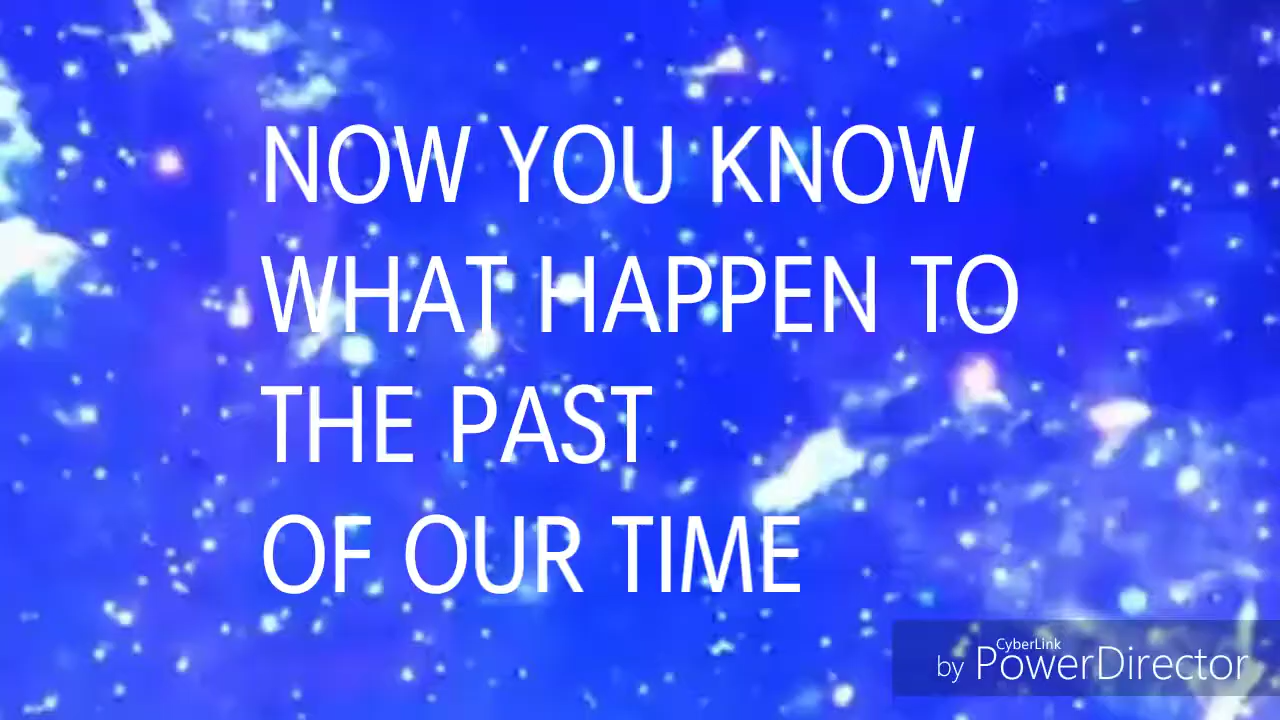 NOW YOU KNOW
WHAT HAPPEN TO
THE PAST
OF OUR TIME
CyberLink
by PowerDirector